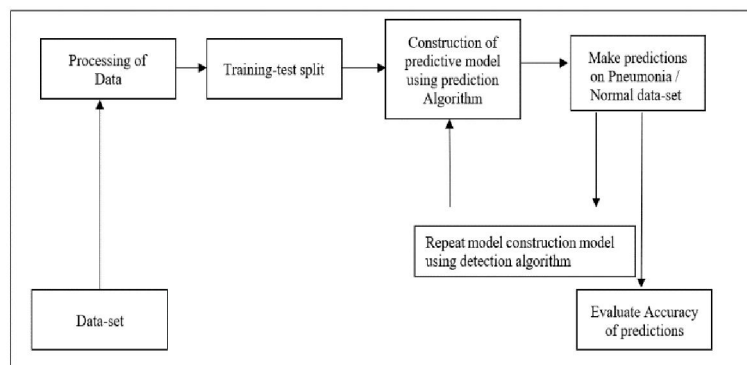 Processing of
Data
Training-test split
Construction of
predictive model
using prediction
Algorithm
Make predictions
on Pneumonia /
Normal data-set
Repeat model construction model
using detection algorithm
Data-set
Evaluate Accuracy
of predictions